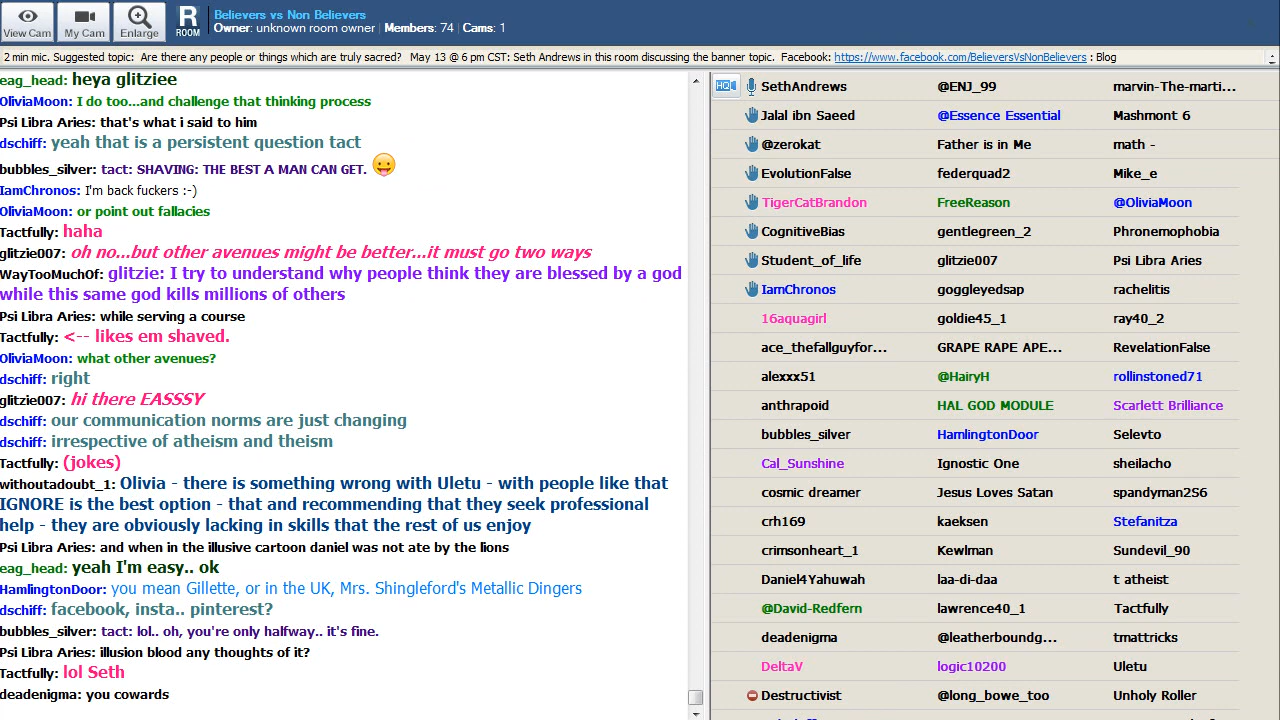 Believers vs Non Believers
Owner: unknown room owner | Members: 74 | Cams: 1
View Cam
My Cam
Enlarge
R
ROOM
2 min mic. Suggested topic: Are there any people or things which are truly sacred? May 13 @ 6 pm CST: Seth Andrews in this room discussing the banner topic. Facebook: https://www.facebook.com/BelieversVsNonBelievers : Blog
eag_head: heya glitziee
OliviaMoon: I do too...and challenge that thinking process
Psi Libra Aries: that's what i said to him
dschiff: yeah that is a persistent question tact
bubbles_silver: tact: SHAVING: THE BEST A MAN CAN GET.
IamChronos: I'm back fuckers :-)
OliviaMoon: or point out fallacies
Tactfully: haha
glitzie007: oh no...but other avenues might be better...it must go two ways
WayTooMuchOf: glitzie: I try to understand why people think they are blessed by a god
while this same god kills millions of others
Psi Libra Aries: while serving a course
Tactfully: <-- likes em shaved.
OliviaMoon: what other avenues?
dschiff: right
glitzie007: hi there EASSSY
dschiff: our communication norms are just changing
dschiff: irrespective of atheism and theism
Tactfully: (jokes)
withoutadoubt_1: Olivia - there is something wrong with Uletu - with people like that
IGNORE is the best option - that and recommending that they seek professional
help - they are obviously lacking in skills that the rest of us enjoy
Psi Libra Aries: and when in the illusive cartoon daniel was not ate by the lions
eag_head: yeah I'm easy.. ok
HamlingtonDoor: you mean Gillette, or in the UK, Mrs. Shingleford's Metallic Dingers
dschiff: facebook, insta.. pinterest?
bubbles_silver: tact: lol.. oh, you're only halfway.. it's fine.
Psi Libra Aries: illusion blood any thoughts of it?
Tactfully: lol Seth
deadenigma: you cowards
HQ SethAndrews @ENJ_99 marvin-The-marti...
Jalal ibn Saeed @Essence Essential Mashmont 6
@zerokat Father is in Me math -
EvolutionFalse federquad2 Mike_e
TigerCatBrandon FreeReason @OliviaMoon
CognitiveBias gentlegreen_2 Phronemophobia
Student_of_life glitzie007 Psi Libra Aries
IamChronos goggleyedsap rachelitis
16aquagirl goldie45_1 ray40_2
ace_thefallguyfor... GRAPE RAPE APE... RevelationFalse
alexxx51 @HairyH rollinstoned71
anthrapoid HAL GOD MODULE Scarlett Brilliance
bubbles_silver HamlingtonDoor Selevto
Cal_Sunshine Ignostic One sheilacho
cosmic dreamer Jesus Loves Satan spandyman2S6
crh169 kaeksen Stefanitza
crimsonheart_1 Kewlman Sundevil_90
Daniel4Yahuwah laa-di-daa t atheist
@David-Redfern lawrence40_1 Tactfully
deadenigma @leatherboundg... tmattricks
DeltaV logic10200 Uletu
Destructivist @long_bowe_too Unholy Roller